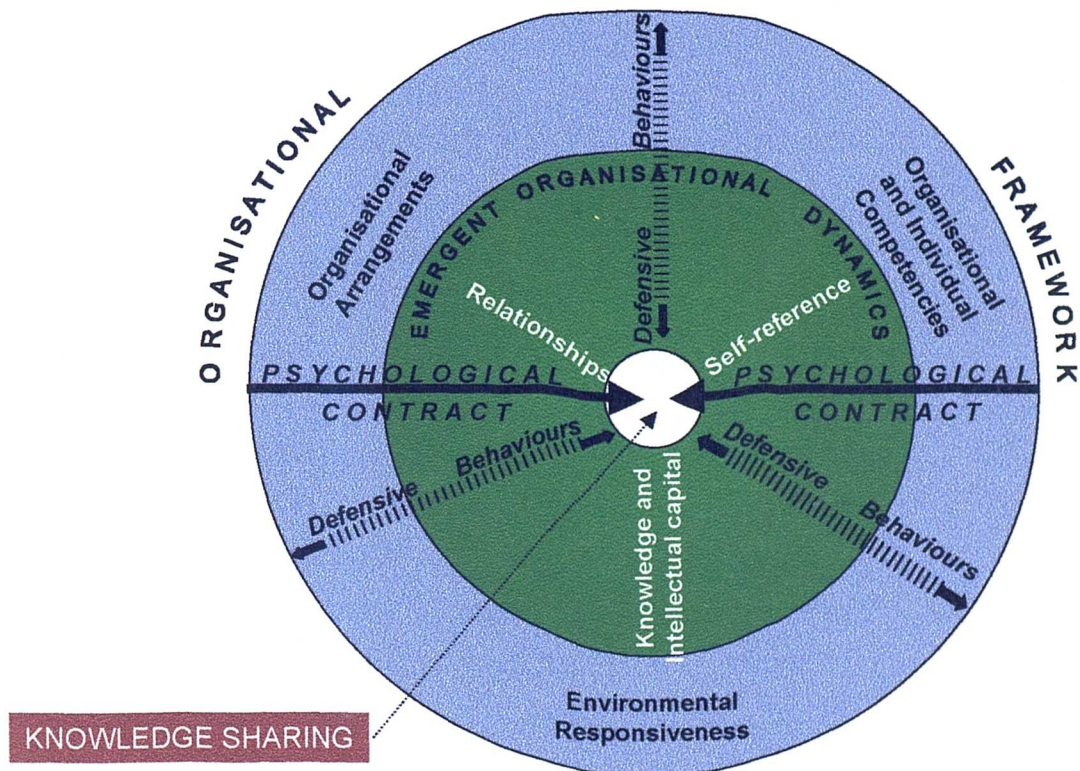 ORGANISATIONAL
FRAMEWORK
Organisational
Arrangements
Organisational
and Individual
Competencies
EMERGENT ORGANISATIONAL DYNAMICS
Defensive Behaviours
Relationships
Self-reference
PSYCHOLOGICAL
CONTRACT
PSYCHOLOGICAL
CONTRACT
Defensive Behaviours
Defensive Behaviours
Knowledge and
Intellectual capital
Environmental
Responsiveness
KNOWLEDGE SHARING